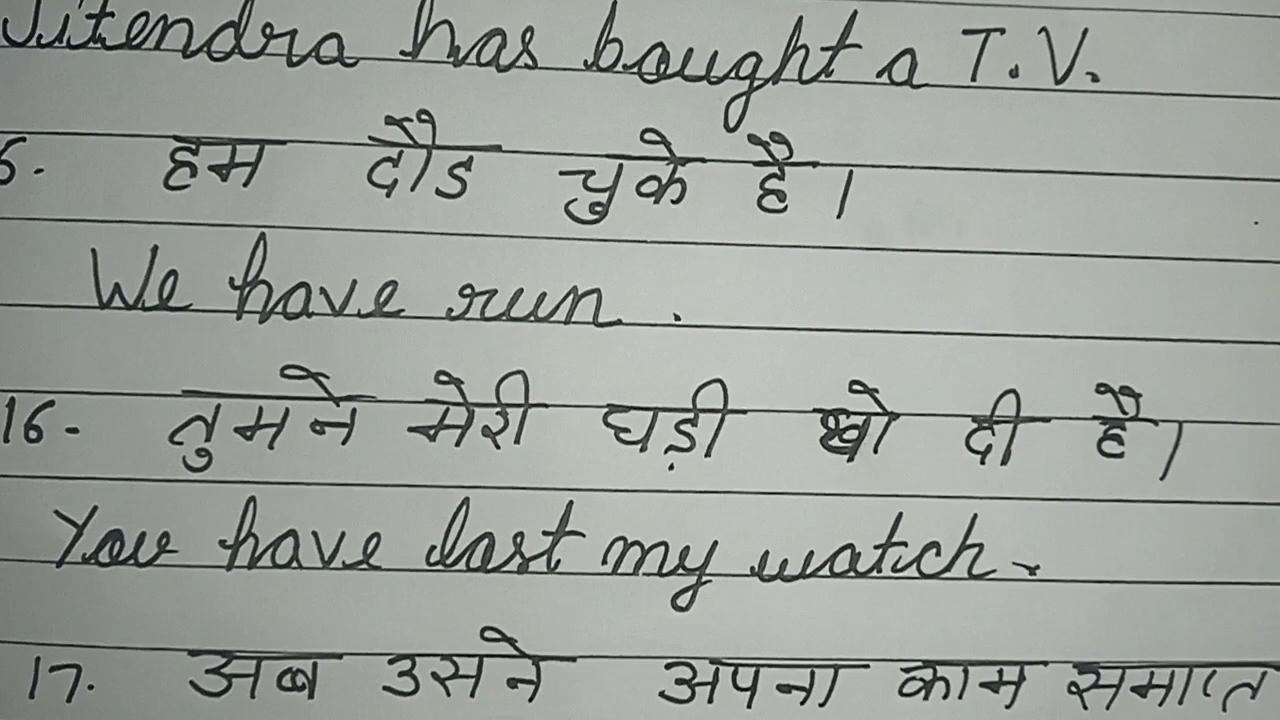 Jitendra has bought a T.V.
5. हम दौड चुके है।
We have run.
16- तुमने मेरी घड़ी खो दी है।
You have lost my watch.
17. अब उसने अपना काम समाप्त